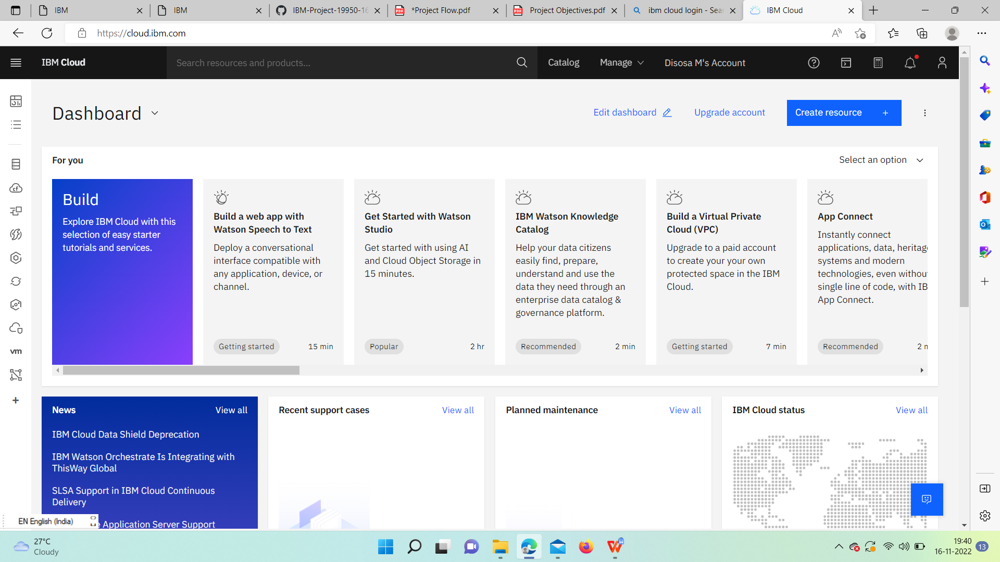 IBM
IBM
IBM-Project-19950-16
*Project Flow.pdf
Project Objectives.pdf
ibm cloud login - Sea
IBM Cloud
https://cloud.ibm.com
IBM Cloud
Search resources and products...
Catalog
Manage
Disosa M's Account
Dashboard
Edit dashboard
Upgrade account
Create resource
For you
Select an option
Build
Explore IBM Cloud with this
selection of easy starter
tutorials and services.
Build a web app with
Watson Speech to Text
Deploy a conversational
interface compatible with
any application, device, or
channel.
Getting started
15 min
Get Started with Watson
Studio
Get started with using AI
and Cloud Object Storage in
15 minutes.
Popular
2 hr
IBM Watson Knowledge
Catalog
Help your data citizens
easily find, prepare,
understand and use the
data they need through an
enterprise data catalog &
governance platform.
Recommended
2 min
Build a Virtual Private
Cloud (VPC)
Upgrade to a paid account
to create your your own
protected space in the IBM
Cloud.
Getting started
7 min
App Connect
Instantly connect
applications, data, heritage
systems and modern
technologies, even withou
single line of code, with IB
App Connect.
Recommended
2 m
vm
News
View all
IBM Cloud Data Shield Deprecation
IBM Watson Orchestrate Is Integrating with
ThisWay Global
SLSA Support in IBM Cloud Continuous
Delivery
e Application Server Support
Recent support cases
View all
Planned maintenance
View all
IBM Cloud status
View all
EN English (India)
27°C
Cloudy
19:40
16-11-2022
13